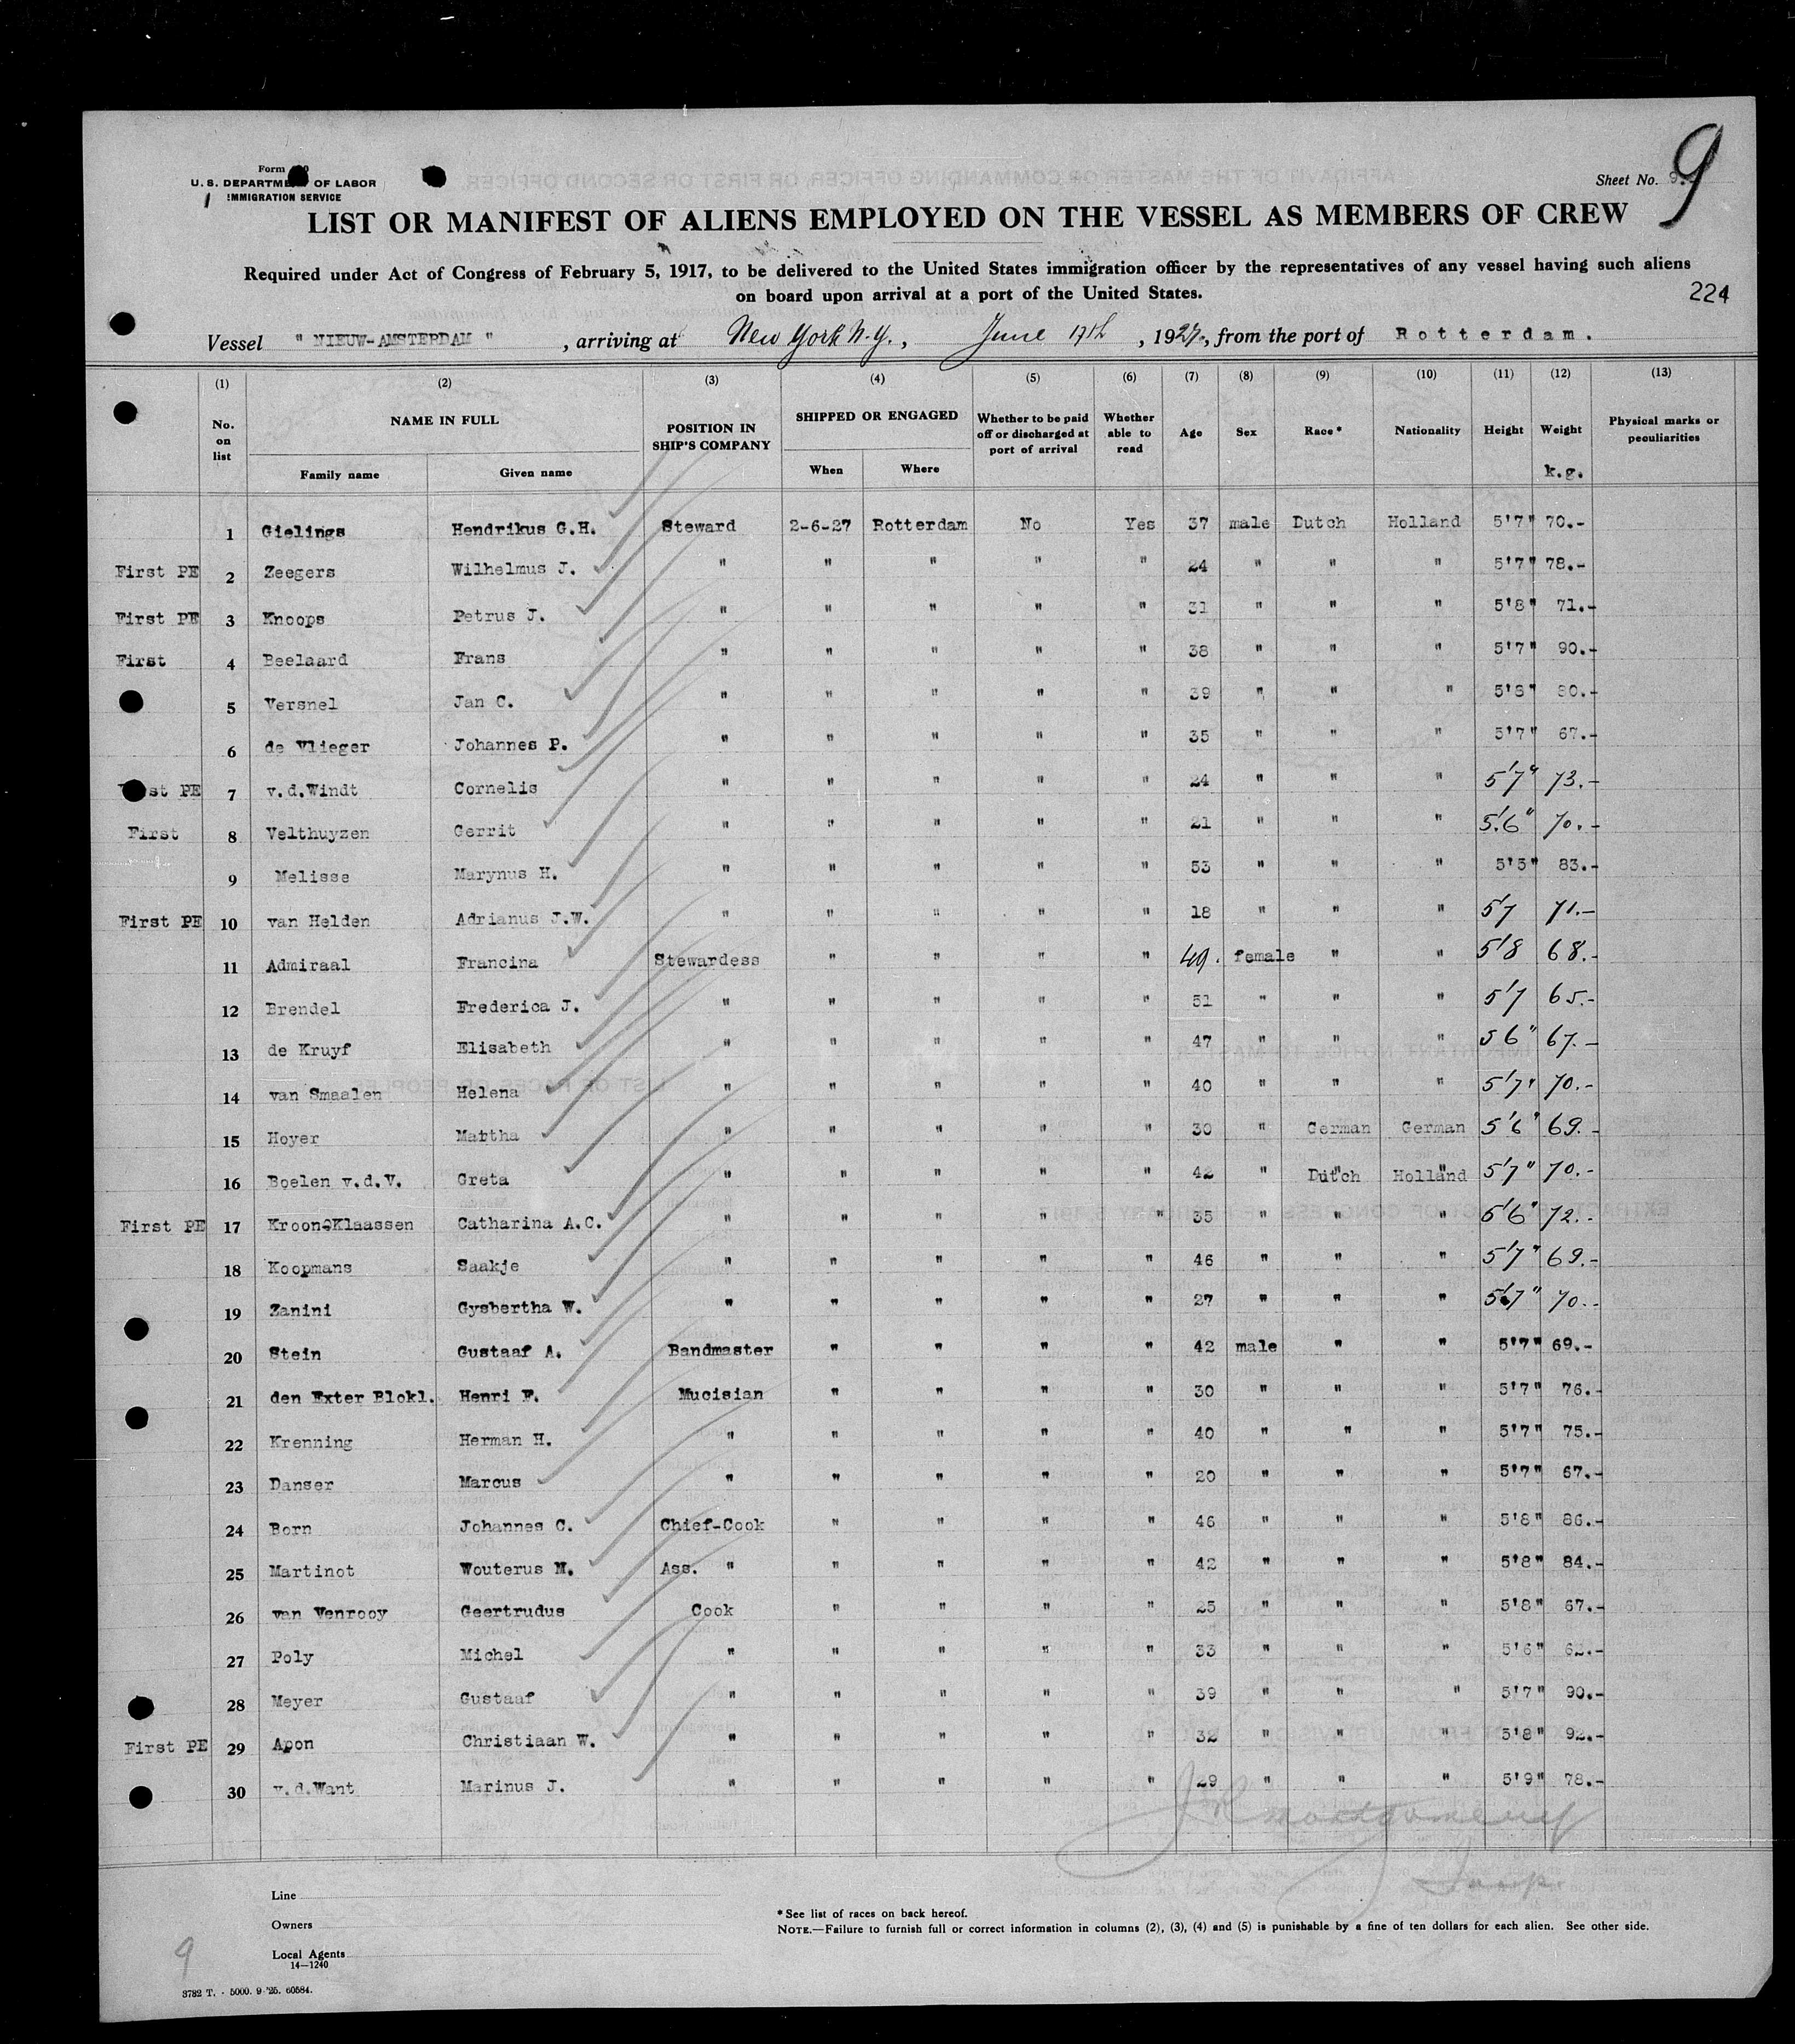 Form
U. S. DEPARTMENT OF LABOR
IMMIGRATION SERVICE
Sheet No. 9
9
LIST OR MANIFEST OF ALIENS EMPLOYED ON THE VESSEL AS MEMBERS OF CREW
Required under Act of Congress of February 5, 1917, to be delivered to the United States immigration officer by the representatives of any vessel having such aliens
on board upon arrival at a port of the United States.
224
Vessel " NIEUW-AMSTERDAM " , arriving at New York N.Y. , June 17th , 1927, from the port of Rotterdam.
(1) (2) (3) (4) (5) (6) (7) (8) (9) (10) (11) (12) (13)
No. on list NAME IN FULL Family name Given name POSITION IN SHIP'S COMPANY SHIPPED OR ENGAGED When Where Whether to be paid off or discharged at port of arrival Whether able to read Age Sex Race* Nationality Height Weight k.g. Physical marks or peculiarities
1 Gielings Hendrikus G.H. Steward 2-6-27 Rotterdam No Yes 37 male Dutch Holland 5'7" 70.-
First PE 2 Zeegers Wilhelmus J. " " " " " 24 " " " 5'7" 78.-
First PE 3 Knoops Petrus J. " " " " " 31 " " " 5'8" 71.-
First 4 Beelaard Frans " " " " " 38 " " " 5'7" 90.-
5 Versnel Jan C. " " " " " 39 " " " 5'8"
6 de Vlieger Johannes P. " " " " " 35 " " " 5'7" 67.-
st PE 7 v.d.Windt Cornelis " " " " " 24 " " " 5'7" 73.-
First 8 Velthuyzen Gerrit " " " " " 21 " " " 5'6" 70.-
9 Melisse Marynus H. " " " " " 53 " " " 5'5" 83.-
First PE 10 van Helden Adrianus J.W. " " " " " 18 " " " 5'7 71.-
11 Admiraal Francina Stewardess " " " " 49. female " " 5'8 68.-
12 Brendel Frederica J. " " " " " 51 " " " 5'7 65.-
13 de Kruyf Elisabeth " " " " " 47 " " " 5 6" 67.-
14 van Smaalen Helena " " " " " 40 " " " 5'7" 70.-
15 Hoyer Martha " " " " " 30 " German German 5'6" 69.-
16 Boelen v.d.V. Greta " " " " " 42 " Dutch Holland 5'7" 70.-
First PE 17 Kroon-Klaassen Catharina A.C. " " " " " 35 " " " 5'6" 72.-
18 Koopmans Saakje " " " " " 46 " " " 5'7" 69.-
19 Zanini Gysbertha W. " " " " " 27 " " " 5'7" 70.-
20 Stein Gustaaf A. Bandmaster " " " " 42 male " " 5'7" 69.-
21 den Exter Blokl. Henri F. Mucisian " " " " 30 " " " 5'7" 76.-
22 Krenning Herman H. " " " " " 40 " " " 5'7" 75.-
23 Danser Marcus " " " " " 20 " " " 5'7" 67.-
24 Born Johannes C. Chief-Cook " " " " 46 " " " 5'8" 86.-
25 Martinot Wouterus M. Ass. " " " " " 42 " " " 5'8" 84.-
26 van Venrooy Geertrudus Cook " " " " 25 " " " 5'8" 67.-
27 Poly Michel " " " " " 33 " " " 5'6"
28 Meyer Gustaaf " " " " " 39 " " " 5'7" 90.-
First PE 29 Apon Christiaan W. " " " " " 32 " " " 5'8" 92.-
30 v.d.Want Marinus J. " " " " " 29 " " " 5'9" 78.-
J R Montgomery
Line
Owners
Local Agents
14—1240
* See list of races on back hereof.
NOTE.—Failure to furnish full or correct information in columns (2), (3), (4) and (5) is punishable by a fine of ten dollars for each alien. See other side.
9
3782 T. - 5000. 9-'25. 60584.